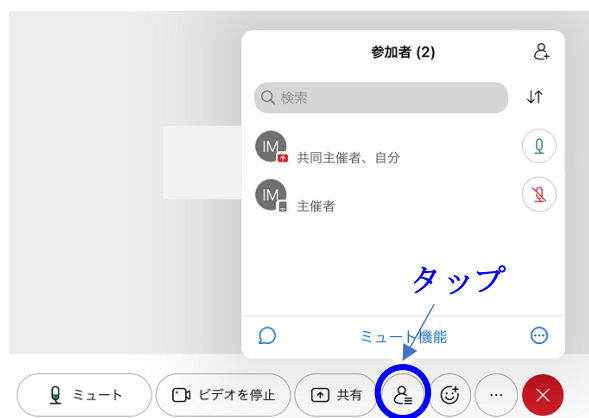 参加者 (2)
検索
IM
共同主催者、自分
IM
主催者
タップ
ミュート機能
ミュート
ビデオを停止
共有